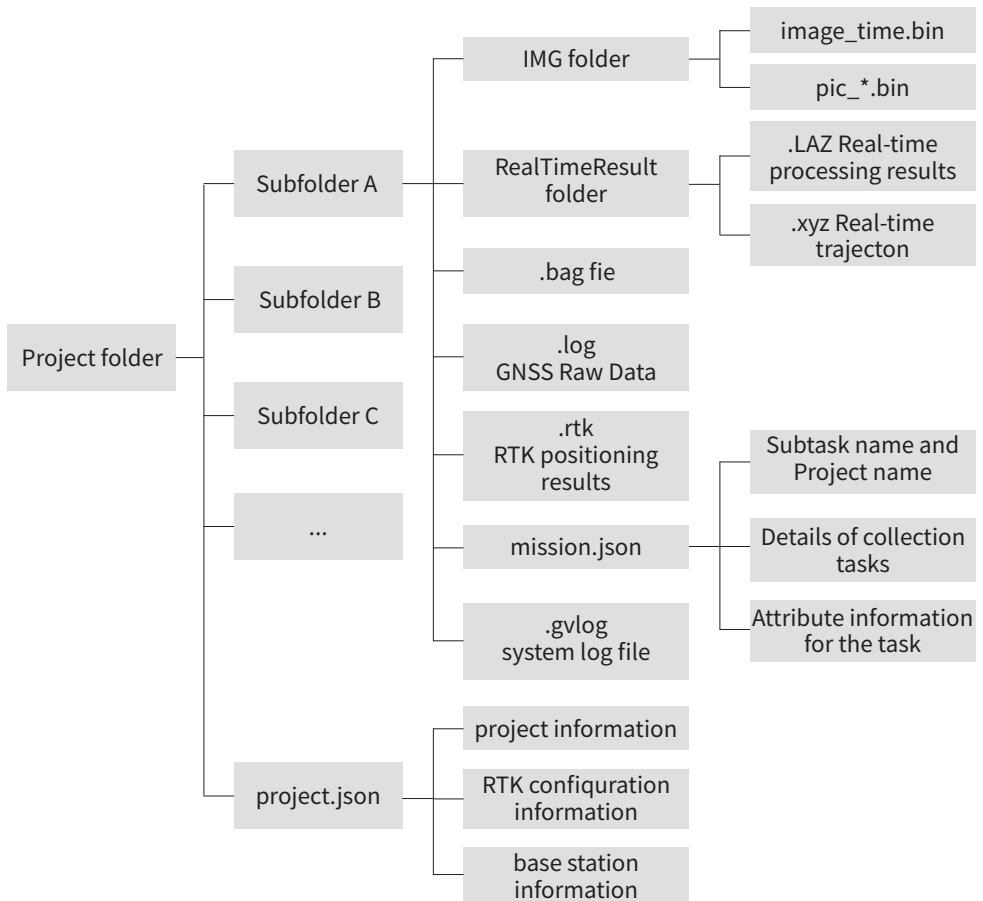 Project folder
Subfolder A
Subfolder B
Subfolder C
...
project.json
IMG folder
RealTimeResult
folder
.bag fie
.log
GNSS Raw Data
.rtk
RTK positioning
results
mission.json
.gvlog
system log file
project information
RTK confiquration
information
base station
information
image_time.bin
pic_*.bin
.LAZ Real-time
processing results
.xyz Real-time
trajecton
Subtask name and
Project name
Details of collection
tasks
Attribute information
for the task